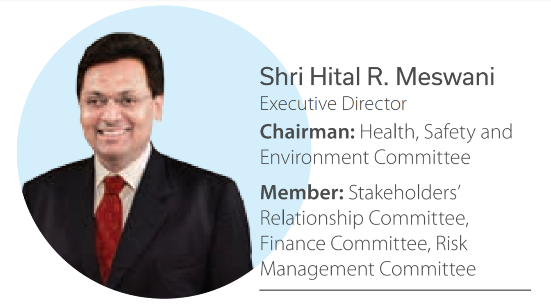 Shri Hital R. Meswani
Executive Director
Chairman: Health, Safety and
Environment Committee
Member: Stakeholders’
Relationship Committee,
Finance Committee, Risk
Management Committee